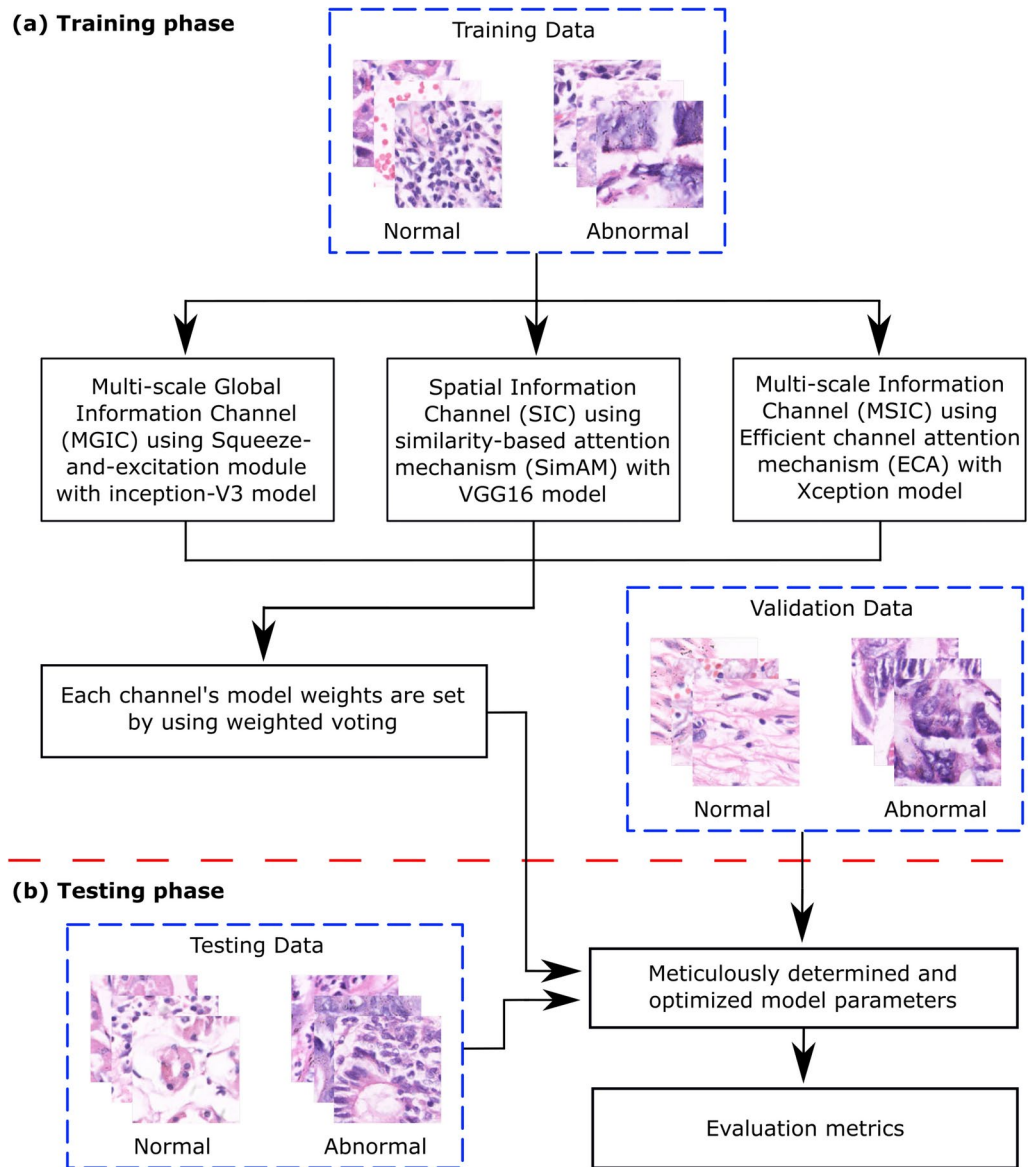 (a) Training phase
Training Data
Normal
Abnormal
Multi-scale Global
Information Channel
(MGIC) using Squeeze-
and-excitation module
with inception-V3 model
Spatial Information
Channel (SIC) using
similarity-based attention
mechanism (SimAM) with
VGG16 model
Multi-scale Information
Channel (MSIC) using
Efficient channel attention
mechanism (ECA) with
Xception model
Each channel's model weights are set
by using weighted voting
Validation Data
Normal
Abnormal
(b) Testing phase
Testing Data
Normal
Abnormal
Meticulously determined and
optimized model parameters
Evaluation metrics